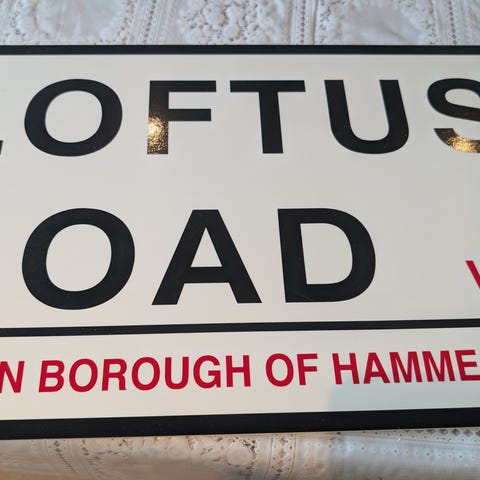 LOFTUS
OAD W
N BOROUGH OF HAMME